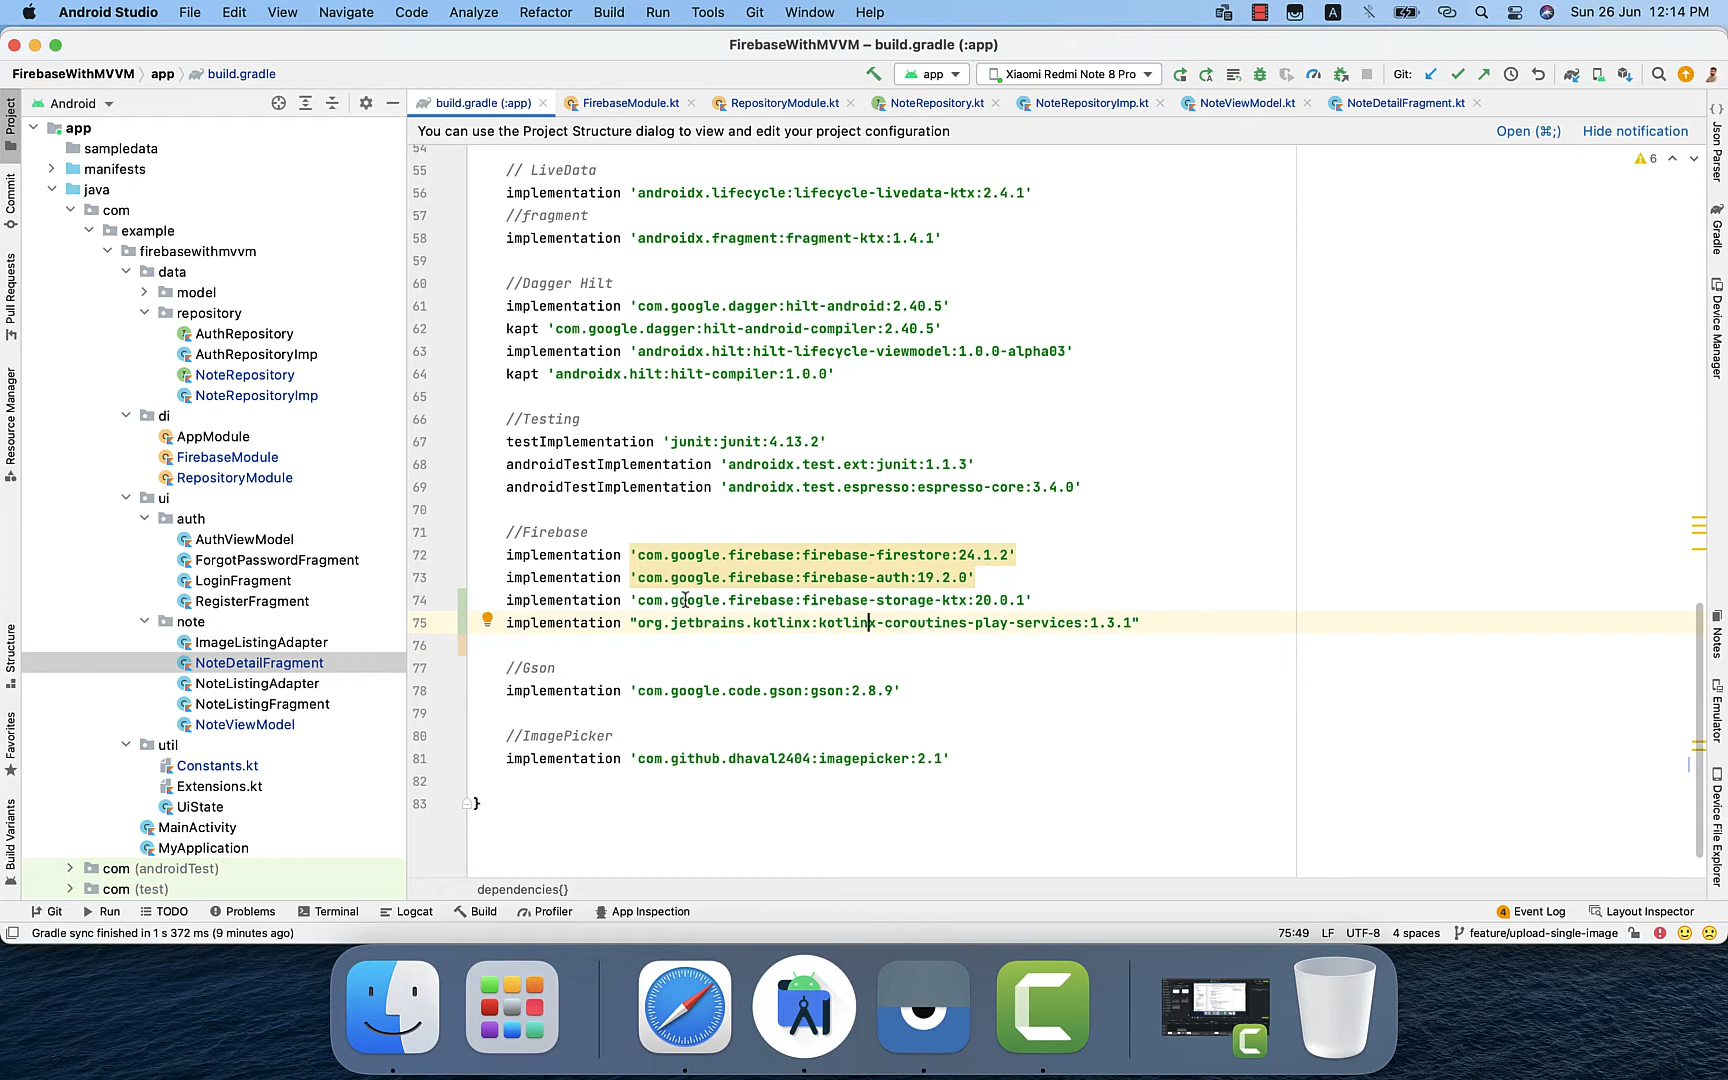 Android Studio File Edit View Navigate Code Analyze Refactor Build Run Tools Git Window Help A Sun 26 Jun 12:14 PM
FirebaseWithMVVM – build.gradle (:app)
FirebaseWithMVVM app build.gradle app Xiaomi Redmi Note 8 Pro Git:
Android build.gradle (:app) FirebaseModule.kt RepositoryModule.kt NoteRepository.kt NoteRepositoryImp.kt NoteViewModel.kt NoteDetailFragment.kt
You can use the Project Structure dialog to view and edit your project configuration Open (⌘;) Hide notification
Project
Commit
Pull Requests
Resource Manager
Structure
Favorites
Build Variants
app
sampledata
manifests
java
com
example
firebasewithmvvm
data
model
repository
AuthRepository
AuthRepositoryImp
NoteRepository
NoteRepositoryImp
di
AppModule
FirebaseModule
RepositoryModule
ui
auth
AuthViewModel
ForgotPasswordFragment
LoginFragment
RegisterFragment
note
ImageListingAdapter
NoteDetailFragment
NoteListingAdapter
NoteListingFragment
NoteViewModel
util
Constants.kt
Extensions.kt
UiState
MainActivity
MyApplication
com (androidTest)
com (test)
6
54
55 // LiveData
56 implementation 'androidx.lifecycle:lifecycle-livedata-ktx:2.4.1'
57 //fragment
58 implementation 'androidx.fragment:fragment-ktx:1.4.1'
59
60 //Dagger Hilt
61 implementation 'com.google.dagger:hilt-android:2.40.5'
62 kapt 'com.google.dagger:hilt-android-compiler:2.40.5'
63 implementation 'androidx.hilt:hilt-lifecycle-viewmodel:1.0.0-alpha03'
64 kapt 'androidx.hilt:hilt-compiler:1.0.0'
65
66 //Testing
67 testImplementation 'junit:junit:4.13.2'
68 androidTestImplementation 'androidx.test.ext:junit:1.1.3'
69 androidTestImplementation 'androidx.test.espresso:espresso-core:3.4.0'
70
71 //Firebase
72 implementation 'com.google.firebase:firebase-firestore:24.1.2'
73 implementation 'com.google.firebase:firebase-auth:19.2.0'
74 implementation 'com.google.firebase:firebase-storage-ktx:20.0.1'
75 implementation "org.jetbrains.kotlinx:kotlinx-coroutines-play-services:1.3.1"
76
77 //Gson
78 implementation 'com.google.code.gson:gson:2.8.9'
79
80 //ImagePicker
81 implementation 'com.github.dhaval2404:imagepicker:2.1'
82
83 }
dependencies{}
Json Parser
Gradle
Device Manager
Notes
Emulator
Device File Explorer
Git Run TODO Problems Terminal Logcat Build Profiler App Inspection 4 Event Log Layout Inspector
Gradle sync finished in 1 s 372 ms (9 minutes ago) 75:49 LF UTF-8 4 spaces feature/upload-single-image